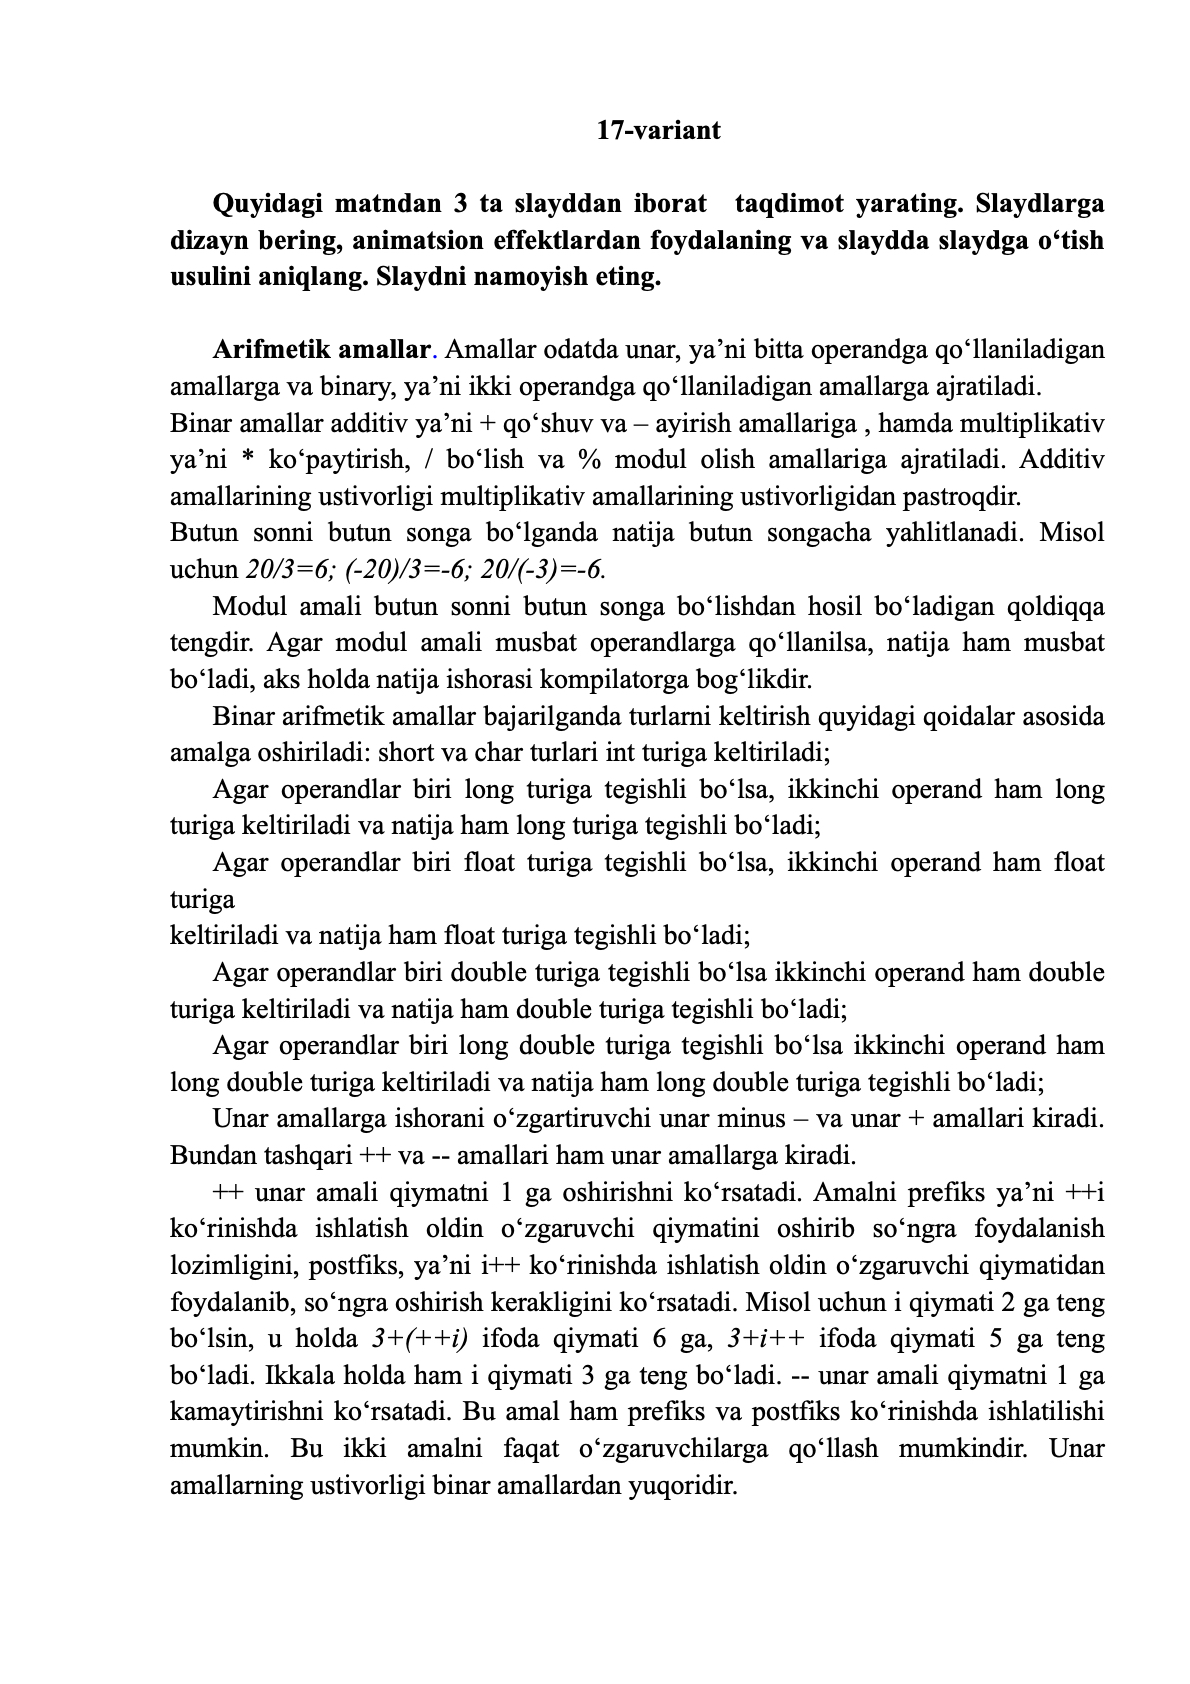 17-variant
Quyidagi matndan 3 ta slayddan iborat  taqdimot yarating. Slaydlarga
dizayn bering, animatsion effektlardan foydalaning va slaydda slaydga o‘tish
usulini aniqlang. Slaydni namoyish eting.
Arifmetik amallar. Amallar odatda unar, ya’ni bitta operandga qo‘llaniladigan
amallarga va binary, ya’ni ikki operandga qo‘llaniladigan amallarga ajratiladi.
Binar amallar additiv ya’ni + qo‘shuv va – ayirish amallariga , hamda multiplikativ
ya’ni * ko‘paytirish, / bo‘lish va % modul olish amallariga ajratiladi. Additiv
amallarining ustivorligi multiplikativ amallarining ustivorligidan pastroqdir.
Butun sonni butun songa bo‘lganda natija butun songacha yahlitlanadi. Misol
uchun 20/3=6; (-20)/3=-6; 20/(-3)=-6.
Modul amali butun sonni butun songa bo‘lishdan hosil bo‘ladigan qoldiqqa
tengdir. Agar modul amali musbat operandlarga qo‘llanilsa, natija ham musbat
bo‘ladi, aks holda natija ishorasi kompilatorga bog‘likdir.
Binar arifmetik amallar bajarilganda turlarni keltirish quyidagi qoidalar asosida
amalga oshiriladi: short va char turlari int turiga keltiriladi;
Agar operandlar biri long turiga tegishli bo‘lsa, ikkinchi operand ham long
turiga keltiriladi va natija ham long turiga tegishli bo‘ladi;
Agar operandlar biri float turiga tegishli bo‘lsa, ikkinchi operand ham float
turiga
keltiriladi va natija ham float turiga tegishli bo‘ladi;
Agar operandlar biri double turiga tegishli bo‘lsa ikkinchi operand ham double
turiga keltiriladi va natija ham double turiga tegishli bo‘ladi;
Agar operandlar biri long double turiga tegishli bo‘lsa ikkinchi operand ham
long double turiga keltiriladi va natija ham long double turiga tegishli bo‘ladi;
Unar amallarga ishorani o‘zgartiruvchi unar minus – va unar + amallari kiradi.
Bundan tashqari ++ va -- amallari ham unar amallarga kiradi.
++ unar amali qiymatni 1 ga oshirishni ko‘rsatadi. Amalni prefiks ya’ni ++i
ko‘rinishda ishlatish oldin o‘zgaruvchi qiymatini oshirib so‘ngra foydalanish
lozimligini, postfiks, ya’ni i++ ko‘rinishda ishlatish oldin o‘zgaruvchi qiymatidan
foydalanib, so‘ngra oshirish kerakligini ko‘rsatadi. Misol uchun i qiymati 2 ga teng
bo‘lsin, u holda 3+(++i) ifoda qiymati 6 ga, 3+i++ ifoda qiymati 5 ga teng
bo‘ladi. Ikkala holda ham i qiymati 3 ga teng bo‘ladi. -- unar amali qiymatni 1 ga
kamaytirishni ko‘rsatadi. Bu amal ham prefiks va postfiks ko‘rinishda ishlatilishi
mumkin. Bu ikki amalni faqat o‘zgaruvchilarga qo‘llash mumkindir. Unar
amallarning ustivorligi binar amallardan yuqoridir.